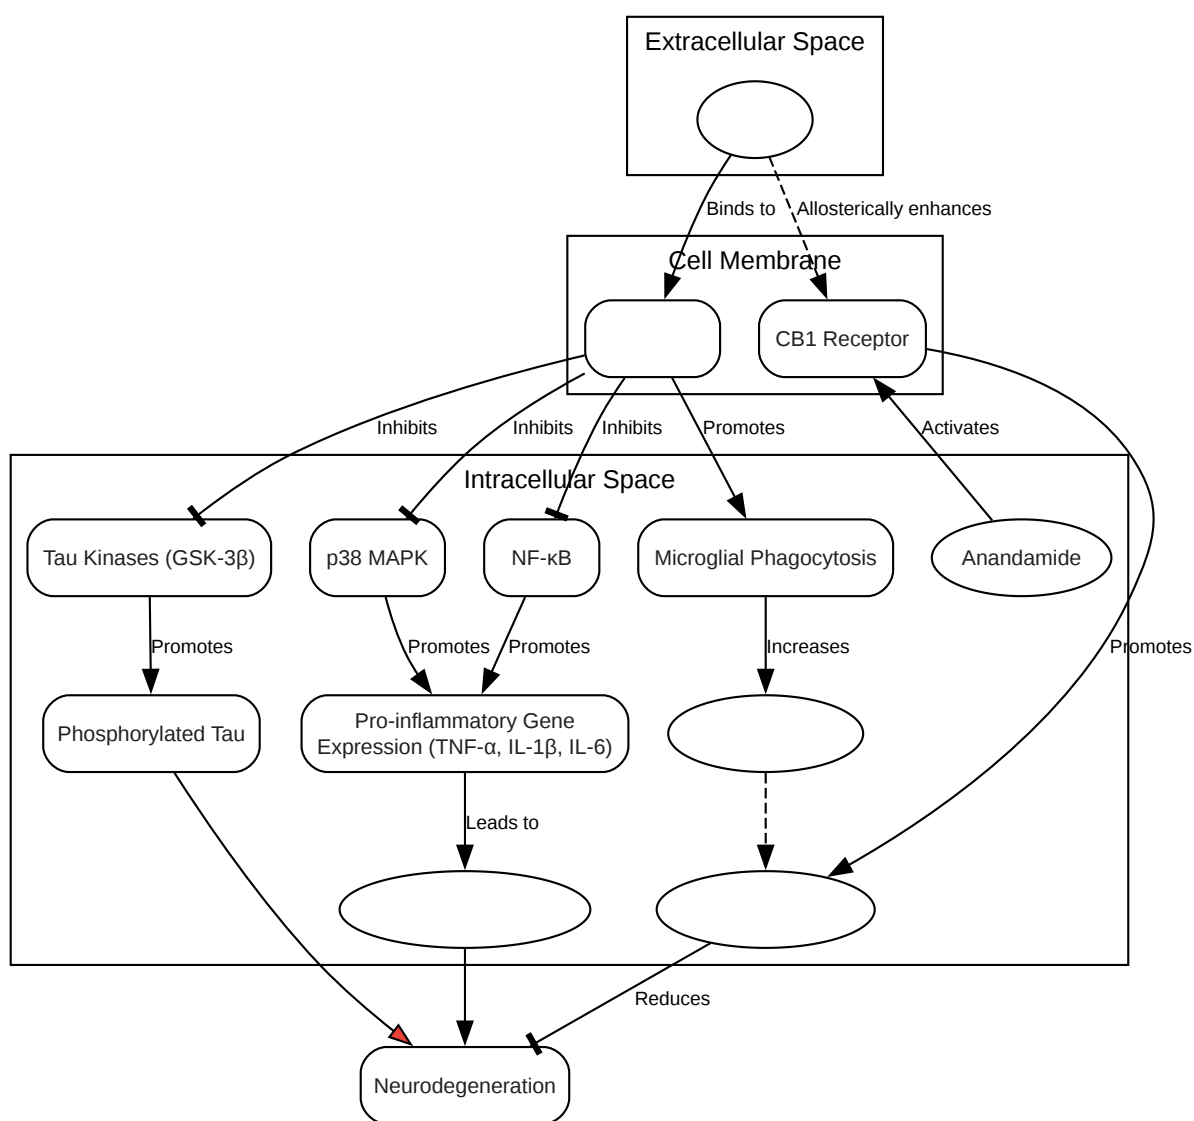 Extracellular Space
Binds to
Allosterically enhances
Cell Membrane
CB1 Receptor
Inhibits
Inhibits
Inhibits
Promotes
Activates
Intracellular Space
Tau Kinases (GSK-3β)
p38 MAPK
NF-κB
Microglial Phagocytosis
Anandamide
Promotes
Promotes
Promotes
Increases
Promotes
Phosphorylated Tau
Pro-inflammatory Gene
Expression (TNF-α, IL-1β, IL-6)
Leads to
Reduces
Neurodegeneration